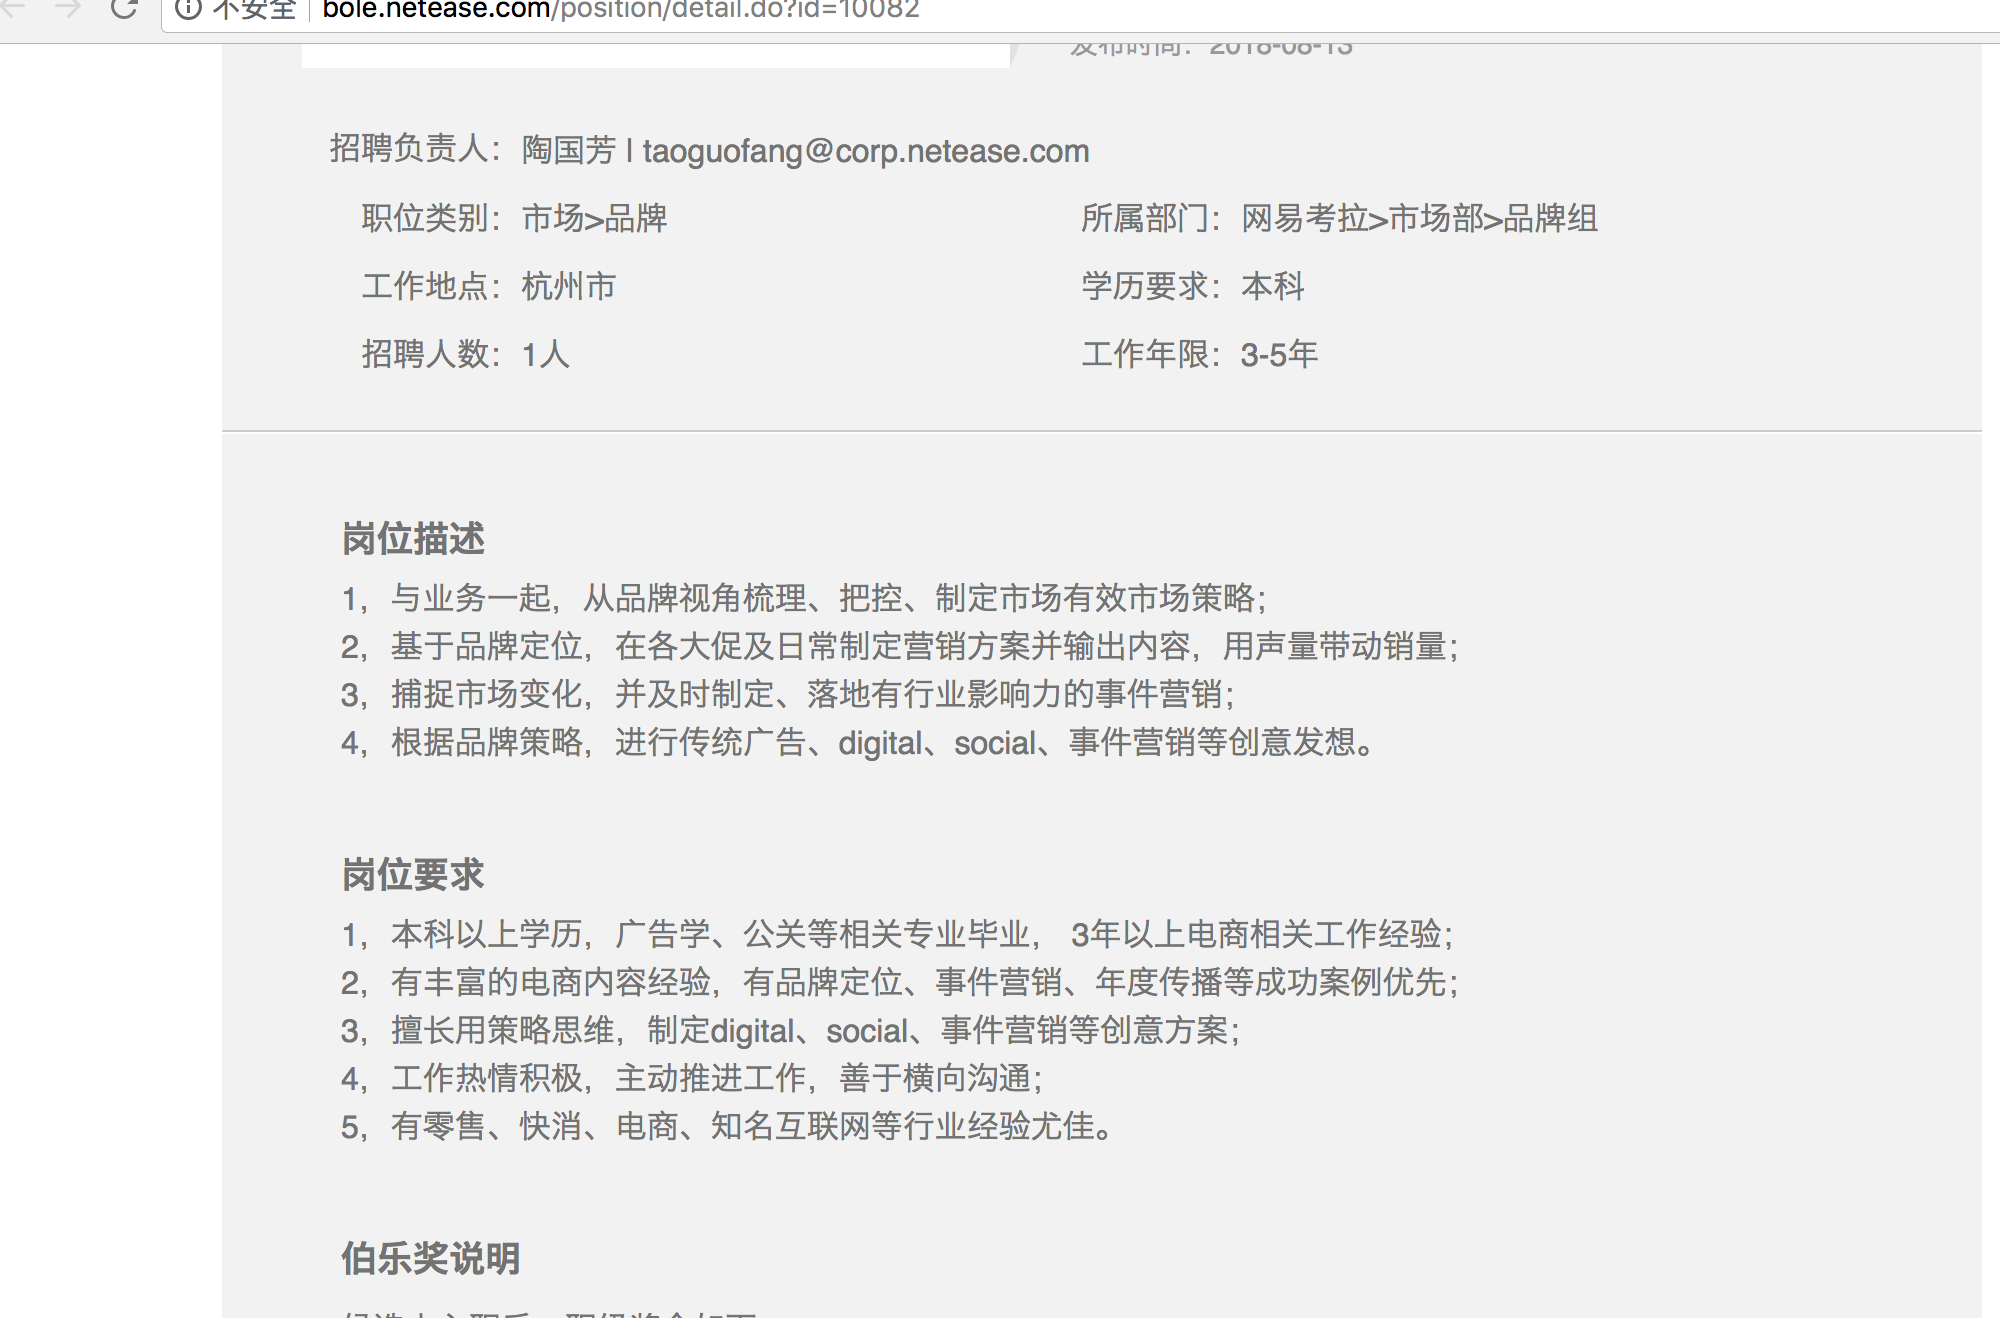 不安全 bole.netease.com/position/detail.do?id=10082
发布时间：2018-08-13
招聘负责人：陶国芳 | taoguofang@corp.netease.com
职位类别：市场>品牌 所属部门：网易考拉>市场部>品牌组
工作地点：杭州市 学历要求：本科
招聘人数：1人 工作年限：3-5年
岗位描述
1，与业务一起，从品牌视角梳理、把控、制定市场有效市场策略；
2，基于品牌定位，在各大促及日常制定营销方案并输出内容，用声量带动销量；
3，捕捉市场变化，并及时制定、落地有行业影响力的事件营销；
4，根据品牌策略，进行传统广告、digital、social、事件营销等创意发想。
岗位要求
1，本科以上学历，广告学、公关等相关专业毕业， 3年以上电商相关工作经验；
2，有丰富的电商内容经验，有品牌定位、事件营销、年度传播等成功案例优先；
3，擅长用策略思维，制定digital、social、事件营销等创意方案；
4，工作热情积极，主动推进工作，善于横向沟通；
5，有零售、快消、电商、知名互联网等行业经验尤佳。
伯乐奖说明